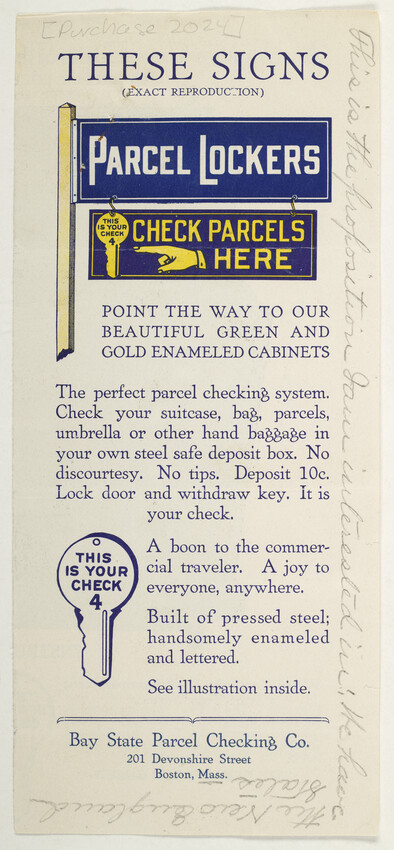 [Purchase 2024]
THESE SIGNS
(EXACT REPRODUCTION)
PARCEL LOCKERS
THIS
IS YOUR
CHECK
4
CHECK PARCELS
HERE
POINT THE WAY TO OUR
BEAUTIFUL GREEN AND
GOLD ENAMELED CABINETS
The perfect parcel checking system.
Check your suitcase, bag, parcels,
umbrella or other hand baggage in
your own steel safe deposit box. No
discourtesy. No tips. Deposit 10c.
Lock door and withdraw key. It is
your check.
THIS
IS YOUR
CHECK
4
A boon to the commer-
cial traveler. A joy to
everyone, anywhere.
Built of pressed steel;
handsomely enameled
and lettered.
See illustration inside.
Bay State Parcel Checking Co.
201 Devonshire Street
Boston, Mass.
This is the proposition I am interested in. We have
the New England
States